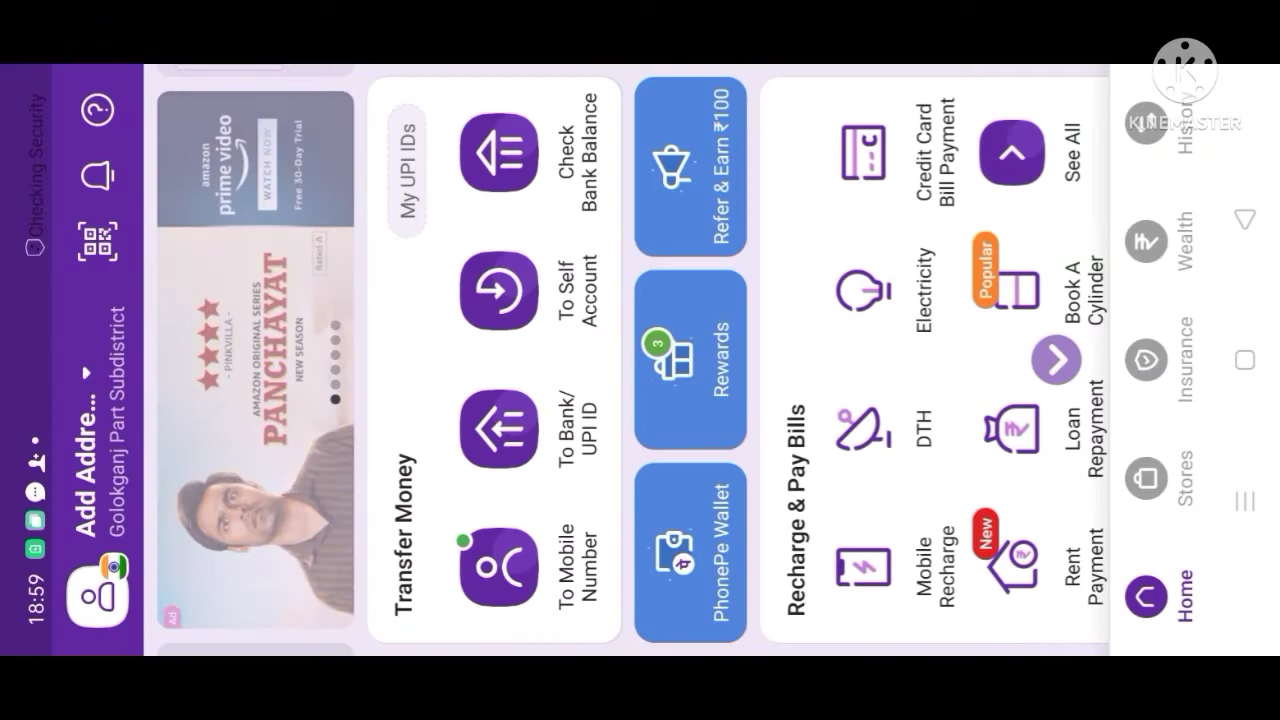 18:59
Checking Security
Add Addre...
Golokganj Part Subdistrict
Ad
★★★★
- PINKVILLA -
AMAZON ORIGINAL SERIES
PANCHAYAT
NEW SEASON
Rated A
amazon
prime video
WATCH NOW
Free 30-Day Trial
Transfer Money
My UPI IDs
To Mobile
Number
To Bank/
UPI ID
To Self
Account
Check
Bank Balance
PhonePe Wallet
3
Rewards
Refer & Earn ₹100
Recharge & Pay Bills
Mobile
Recharge
DTH
Electricity
Credit Card
Bill Payment
New
Rent
Payment
Loan
Repayment
Popular
Book A
Cylinder
See All
Home
Stores
Insurance
Wealth
History
K
KINEMASTER